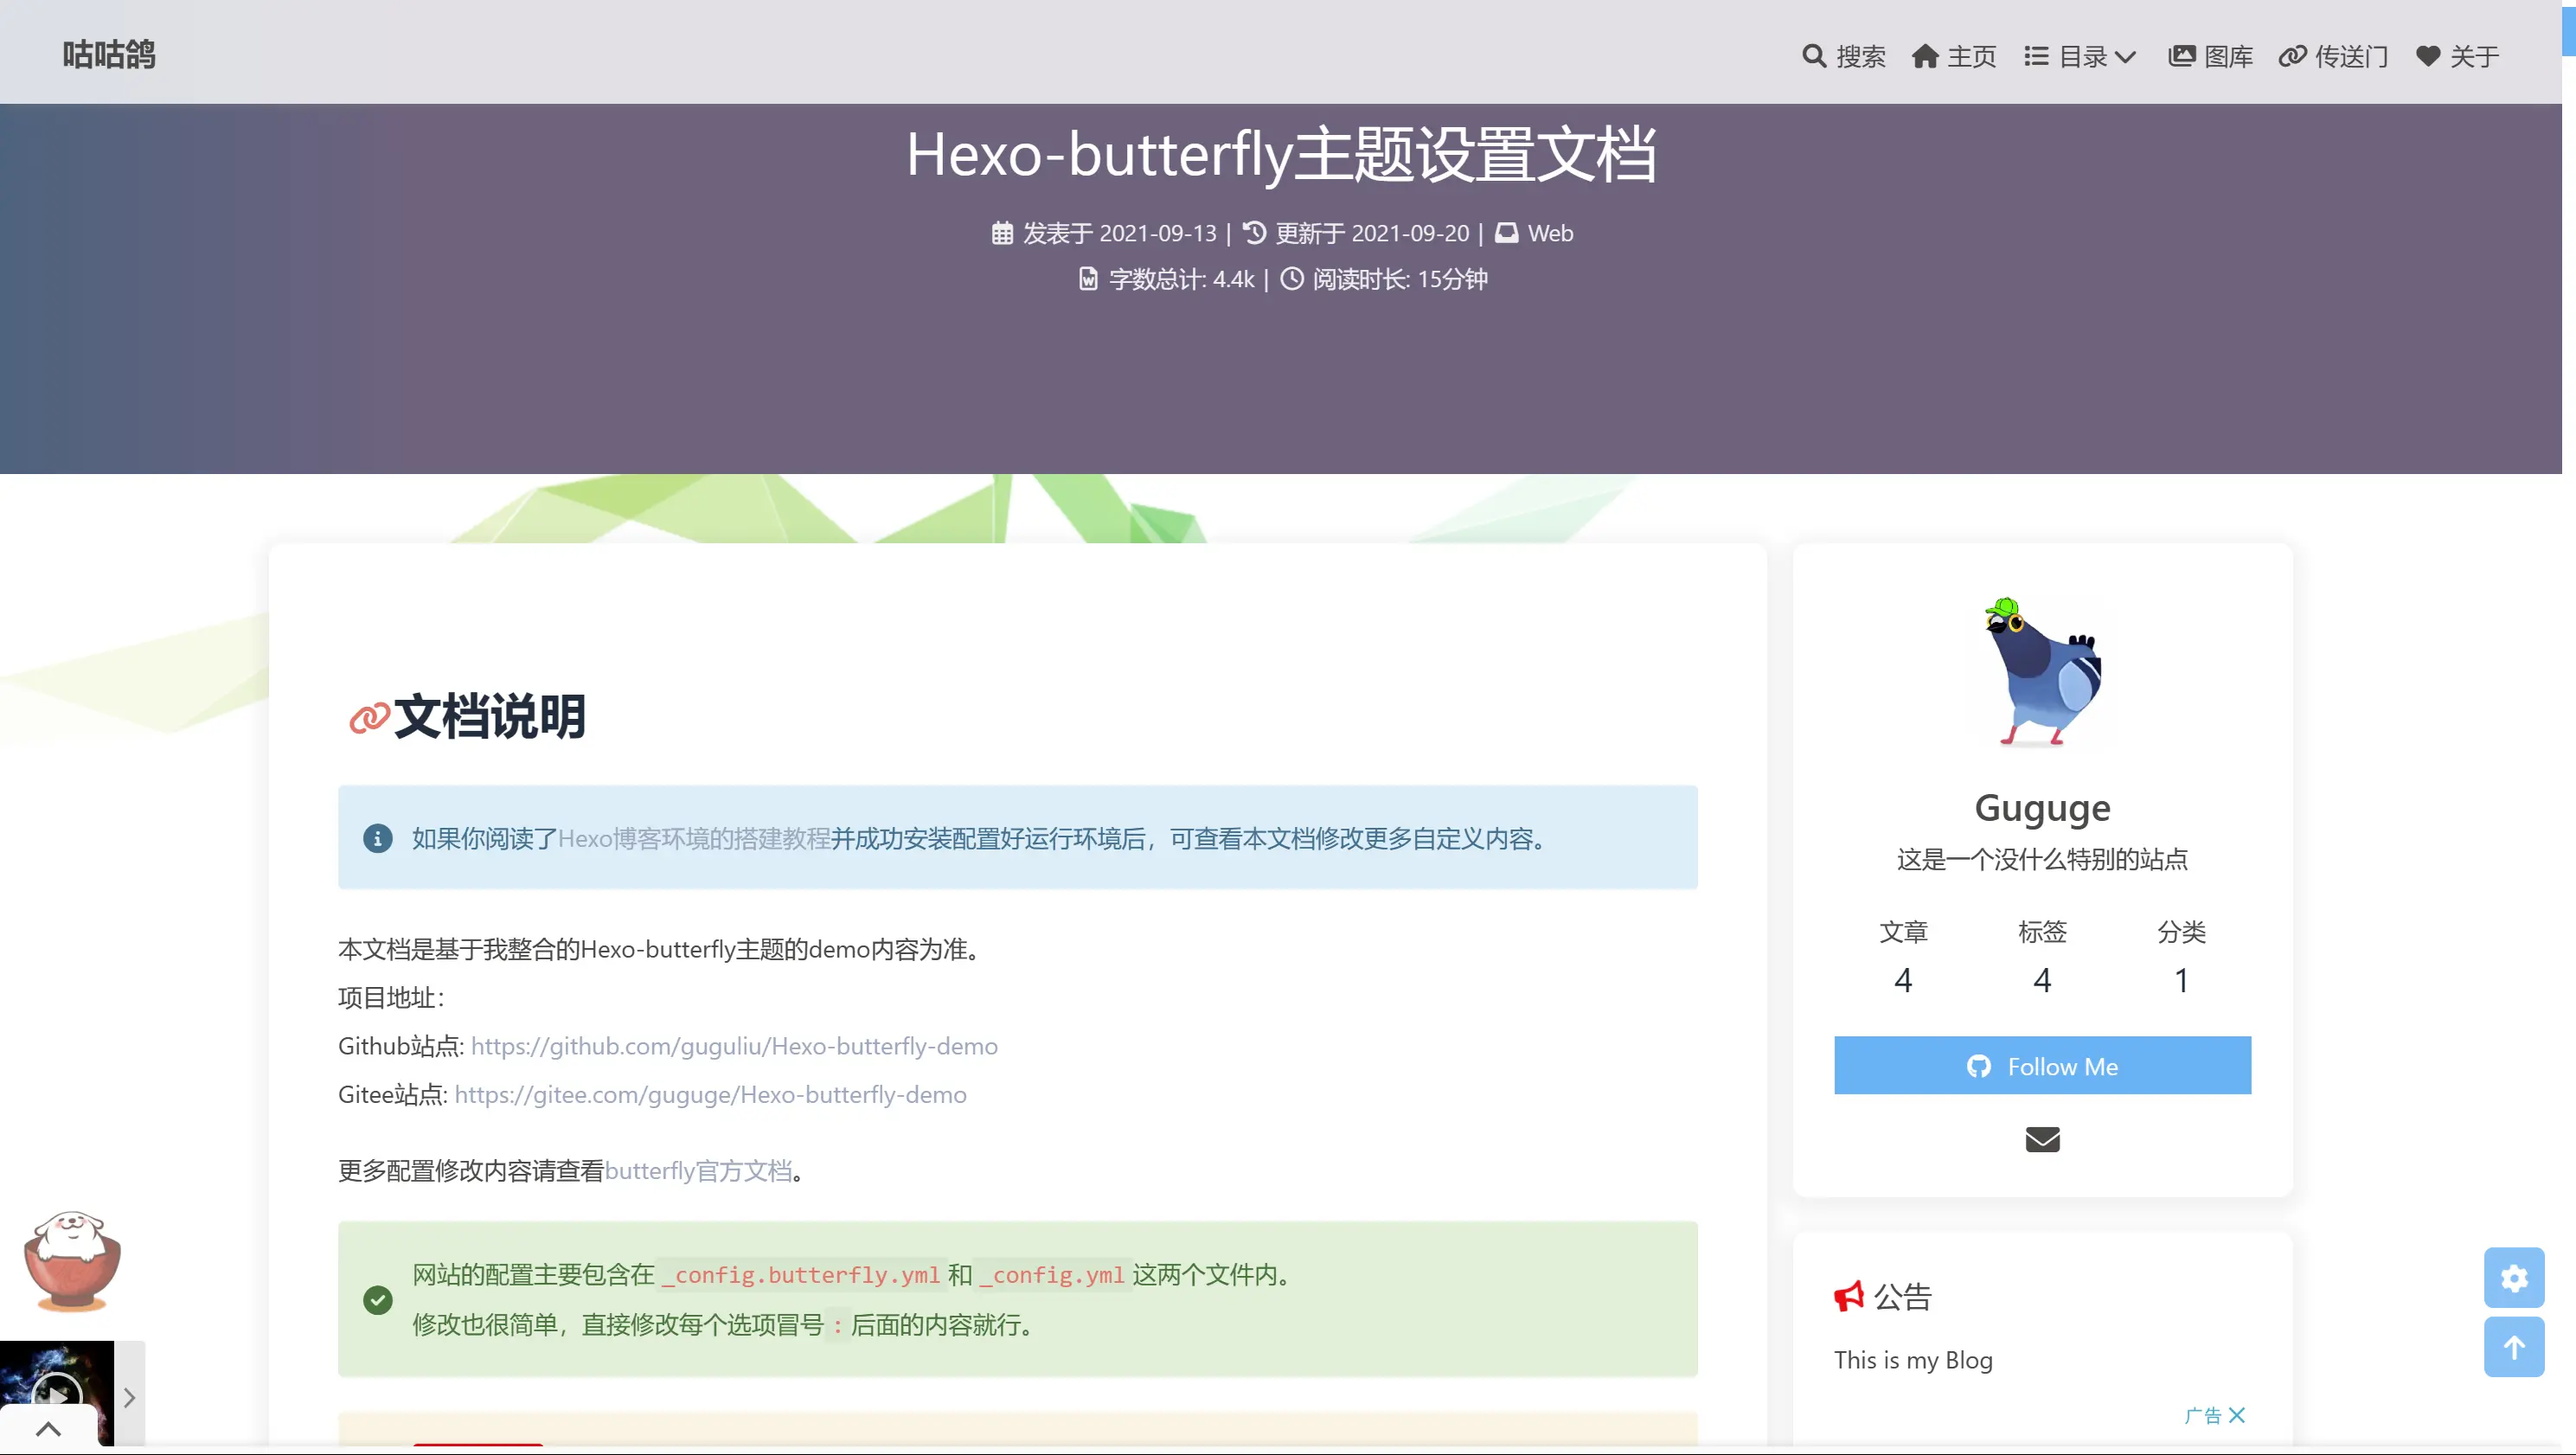 咕咕鸽
搜索 主页 目录 图库 传送门 关于
Hexo-butterfly主题设置文档
发表于 2021-09-13 | 更新于 2021-09-20 | Web
字数总计: 4.4k | 阅读时长: 15分钟
文档说明
如果你阅读了Hexo博客环境的搭建教程并成功安装配置好运行环境后，可查看本文档修改更多自定义内容。
本文档是基于我整合的Hexo-butterfly主题的demo内容为准。
项目地址：
Github站点: https://github.com/guguliu/Hexo-butterfly-demo
Gitee站点: https://gitee.com/guguge/Hexo-butterfly-demo
更多配置修改内容请查看butterfly官方文档。
网站的配置主要包含在 _config.butterfly.yml 和 _config.yml 这两个文件内。
修改也很简单，直接修改每个选项冒号 : 后面的内容就行。
Guguge
这是一个没什么特别的站点
文章 标签 分类
4 4 1
Follow Me
公告
This is my Blog
广告